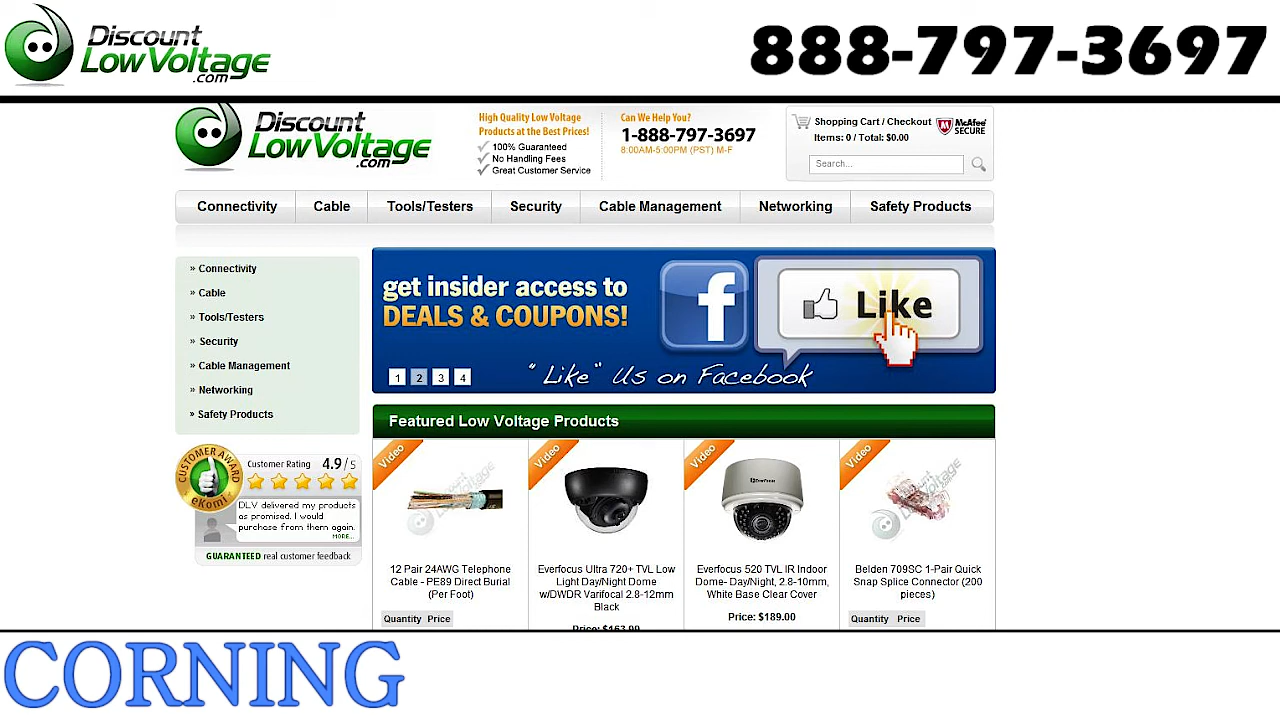 Discount
LowVoltage
.com
888-797-3697
Discount
LowVoltage
.com
High Quality Low Voltage
Products at the Best Prices!
100% Guaranteed
No Handling Fees
Great Customer Service
Can We Help You?
1-888-797-3697
8:00AM-5:00PM (PST) M-F
Shopping Cart / Checkout
Items: 0 / Total: $0.00
McAfee
SECURE
Search...
Connectivity Cable Tools/Testers Security Cable Management Networking Safety Products
» Connectivity
» Cable
» Tools/Testers
» Security
» Cable Management
» Networking
» Safety Products
get insider access to
DEALS & COUPONS!
f
Like
1 2 3 4
"Like" Us on Facebook
CUSTOMER AWARD
eKomi
Customer Rating 4.9/5
DLV delivered my products
as promised. I would
purchase from them again.
MORE...
GUARANTEED real customer feedback
Featured Low Voltage Products
Video
12 Pair 24AWG Telephone
Cable - PE89 Direct Burial
(Per Foot)
Quantity Price
Video
Everfocus Ultra 720+ TVL Low
Light Day/Night Dome
w/DWDR Varifocal 2.8-12mm
Black
Price: $163.99
Video
EverFocus
Everfocus 520 TVL IR Indoor
Dome- Day/Night, 2.8-10mm,
White Base Clear Cover
Price: $189.00
Video
Belden 709SC 1-Pair Quick
Snap Splice Connector (200
pieces)
Quantity Price
CORNING